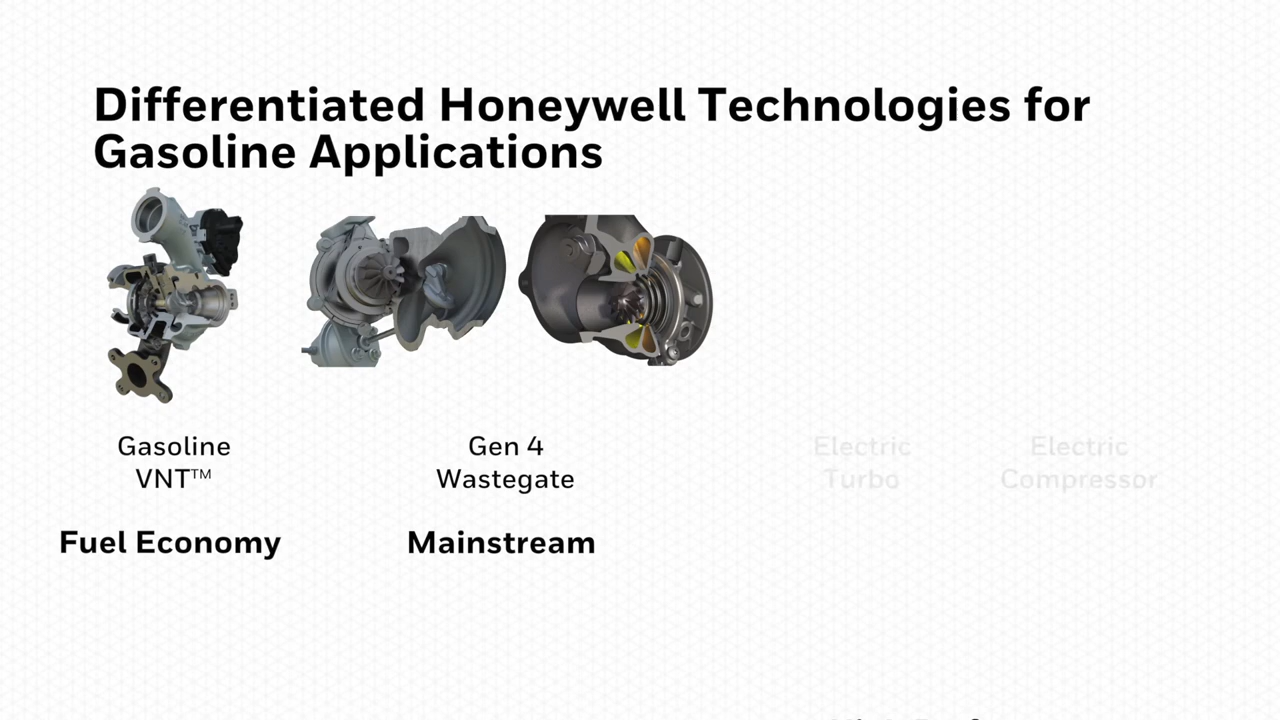 Differentiated Honeywell Technologies for
Gasoline Applications
Gasoline
VNT™
Gen 4
Wastegate
Electric
Turbo
Electric
Compressor
Fuel Economy
Mainstream